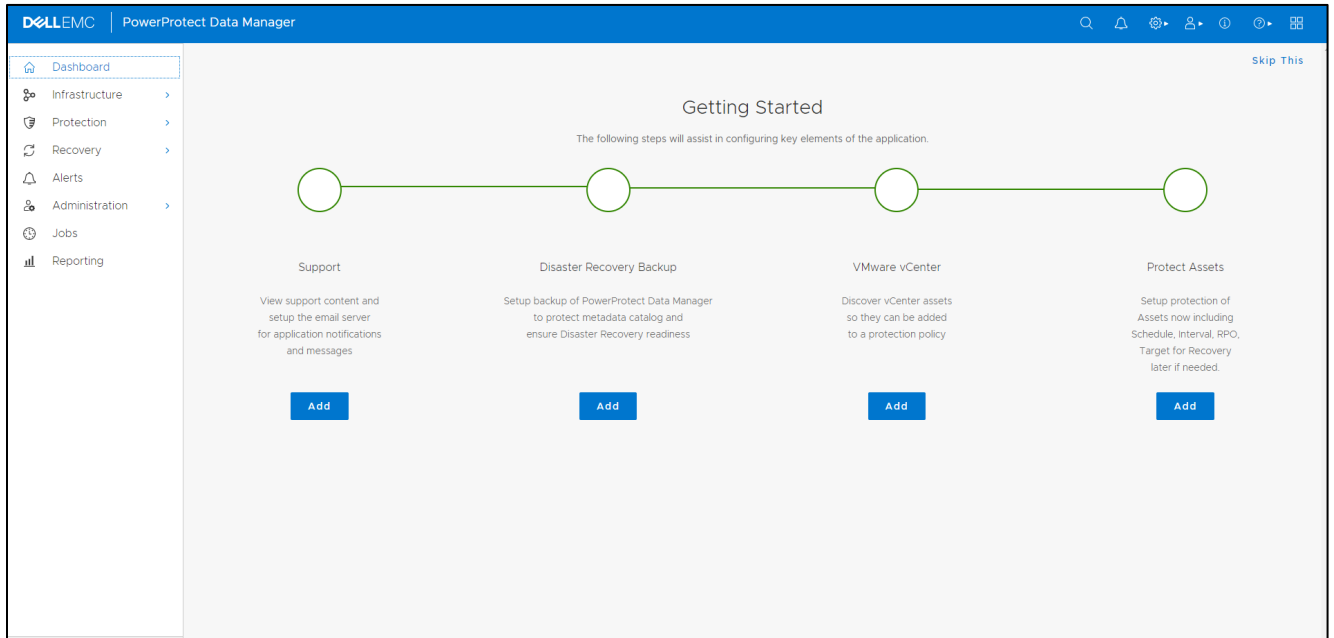 DELLEMC PowerProtect Data Manager
Skip This
Dashboard
Infrastructure
Protection
Recovery
Alerts
Administration
Jobs
Reporting
Getting Started
The following steps will assist in configuring key elements of the application.
Support
View support content and
setup the email server
for application notifications
and messages
Add
Disaster Recovery Backup
Setup backup of PowerProtect Data Manager
to protect metadata catalog and
ensure Disaster Recovery readiness
Add
VMware vCenter
Discover vCenter assets
so they can be added
to a protection policy
Add
Protect Assets
Setup protection of
Assets now including
Schedule, Interval, RPO,
Target for Recovery
later if needed.
Add